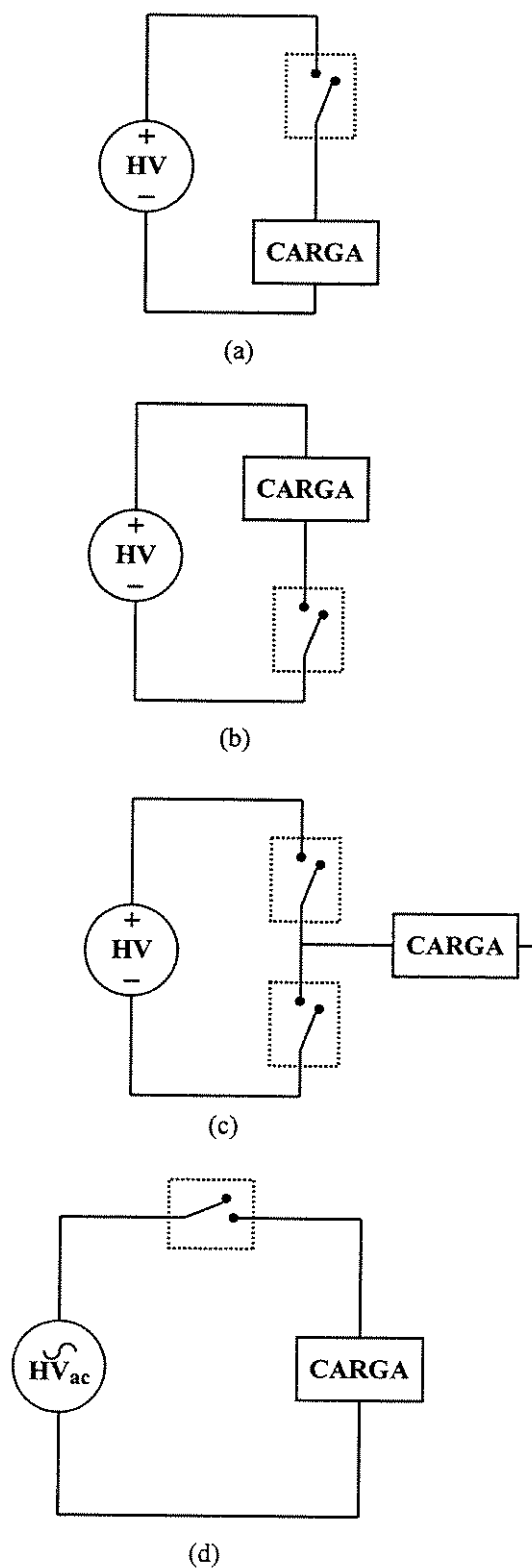 +
HV
−
CARGA
(a)
CARGA
+
HV
−
(b)
+
HV
−
CARGA
(c)
HVac
CARGA
(d)